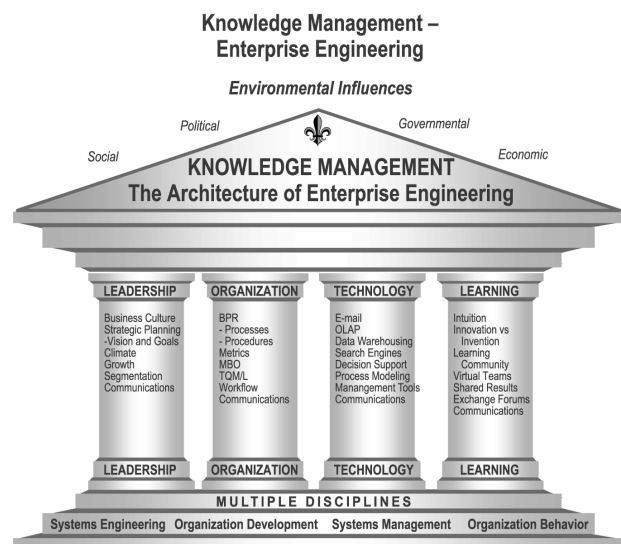 Knowledge Management –
Enterprise Engineering
Environmental Influences
Political
Governmental
Social
Economic
KNOWLEDGE MANAGEMENT
The Architecture of Enterprise Engineering
LEADERSHIP
Business Culture
Strategic Planning
-Vision and Goals
Climate
Growth
Segmentation
Communications
LEADERSHIP
ORGANIZATION
BPR
- Processes
- Procedures
Metrics
MBO
TQM/L
Workflow
Communications
ORGANIZATION
TECHNOLOGY
E-mail
OLAP
Data Warehousing
Search Engines
Decision Support
Process Modeling
Manangement Tools
Communications
TECHNOLOGY
LEARNING
Intuition
Innovation vs
Invention
Learning
Community
Virtual Teams
Shared Results
Exchange Forums
Communications
LEARNING
MULTIPLE DISCIPLINES
Systems Engineering Organization Development Systems Management Organization Behavior